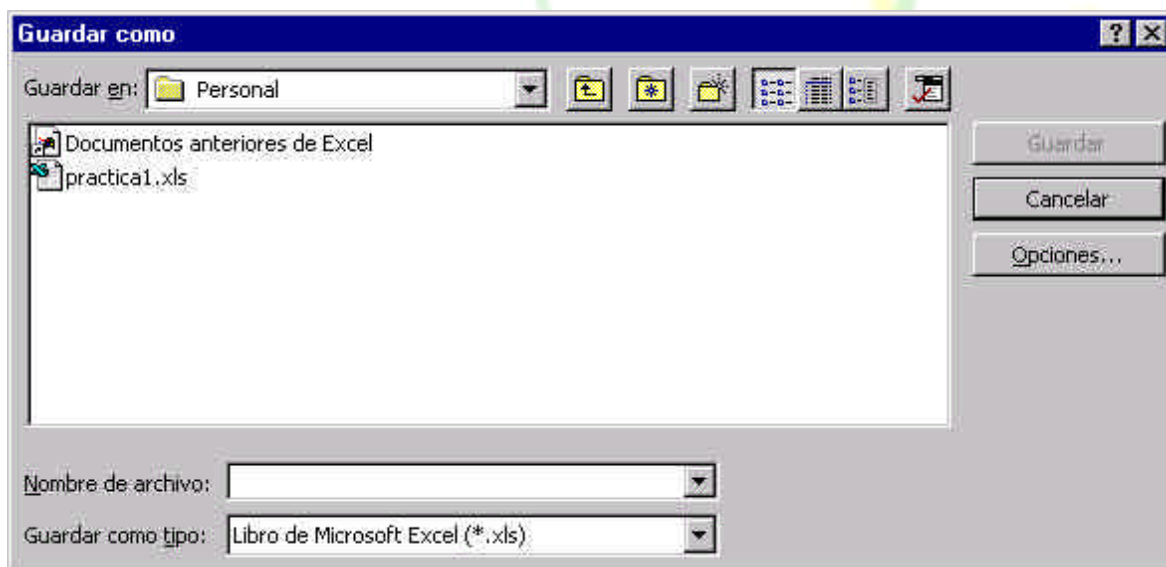 Guardar como
Guardar en: Personal
Documentos anteriores de Excel
practica1.xls
Guardar
Cancelar
Opciones...
Nombre de archivo:
Guardar como tipo: Libro de Microsoft Excel (*.xls)